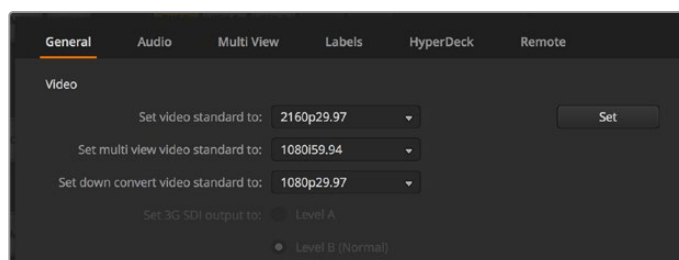 General Audio Multi View Labels HyperDeck Remote
Video
Set video standard to: 2160p29.97 Set
Set multi view video standard to: 1080i59.94
Set down convert video standard to: 1080p29.97
Set 3G SDI output to: Level A
Level B (Normal)